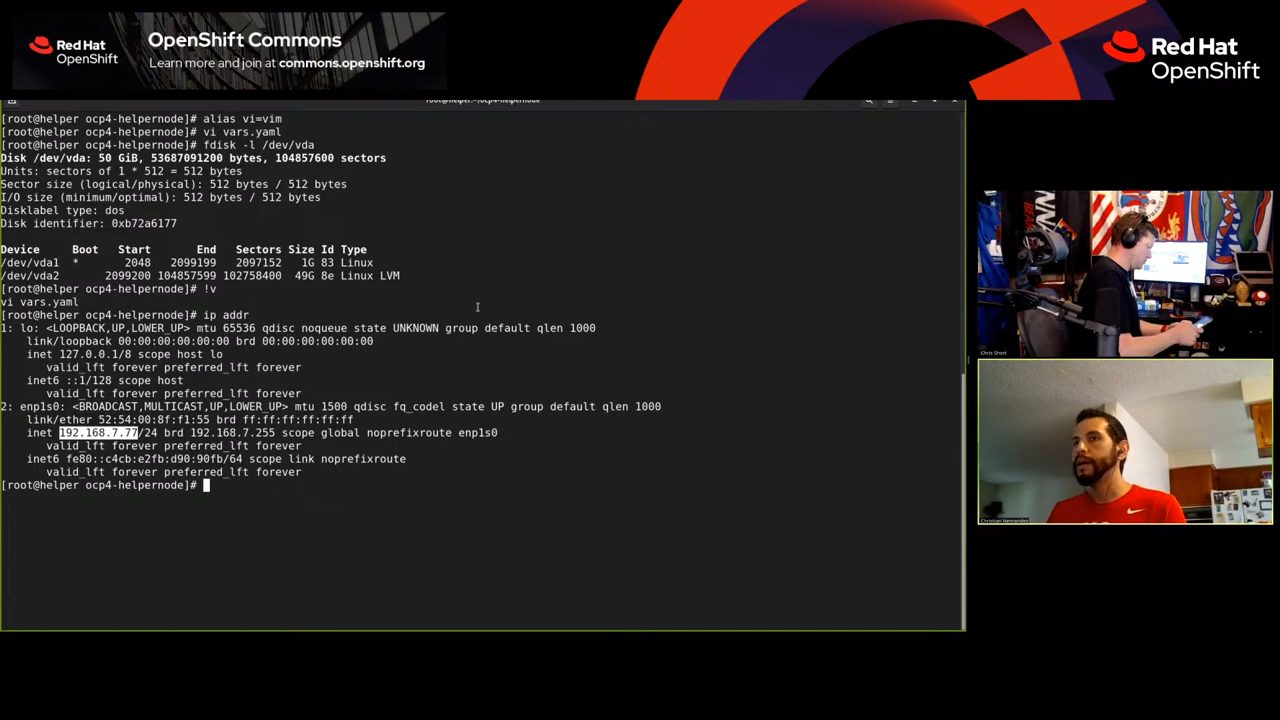 Red Hat
OpenShift
OpenShift Commons
Learn more and join at commons.openshift.org
Red Hat
OpenShift
root@helper:~/ocp4-helpernode
[root@helper ocp4-helpernode]# alias vi=vim
[root@helper ocp4-helpernode]# vi vars.yaml
[root@helper ocp4-helpernode]# fdisk -l /dev/vda
Disk /dev/vda: 50 GiB, 53687091200 bytes, 104857600 sectors
Units: sectors of 1 * 512 = 512 bytes
Sector size (logical/physical): 512 bytes / 512 bytes
I/O size (minimum/optimal): 512 bytes / 512 bytes
Disklabel type: dos
Disk identifier: 0xb72a6177
Device     Boot   Start       End   Sectors Size Id Type
/dev/vda1  *       2048   2099199   2097152   1G 83 Linux
/dev/vda2       2099200 104857599 102758400  49G 8e Linux LVM
[root@helper ocp4-helpernode]# !v
vi vars.yaml
[root@helper ocp4-helpernode]# ip addr
1: lo: <LOOPBACK,UP,LOWER_UP> mtu 65536 qdisc noqueue state UNKNOWN group default qlen 1000
    link/loopback 00:00:00:00:00:00 brd 00:00:00:00:00:00
    inet 127.0.0.1/8 scope host lo
       valid_lft forever preferred_lft forever
    inet6 ::1/128 scope host
       valid_lft forever preferred_lft forever
2: enp1s0: <BROADCAST,MULTICAST,UP,LOWER_UP> mtu 1500 qdisc fq_codel state UP group default qlen 1000
    link/ether 52:54:00:8f:f1:55 brd ff:ff:ff:ff:ff:ff
    inet 192.168.7.77/24 brd 192.168.7.255 scope global noprefixroute enp1s0
       valid_lft forever preferred_lft forever
    inet6 fe80::c4cb:e2fb:d90:90fb/64 scope link noprefixroute
       valid_lft forever preferred_lft forever
[root@helper ocp4-helpernode]#
Chris Short
Christian Hernandez